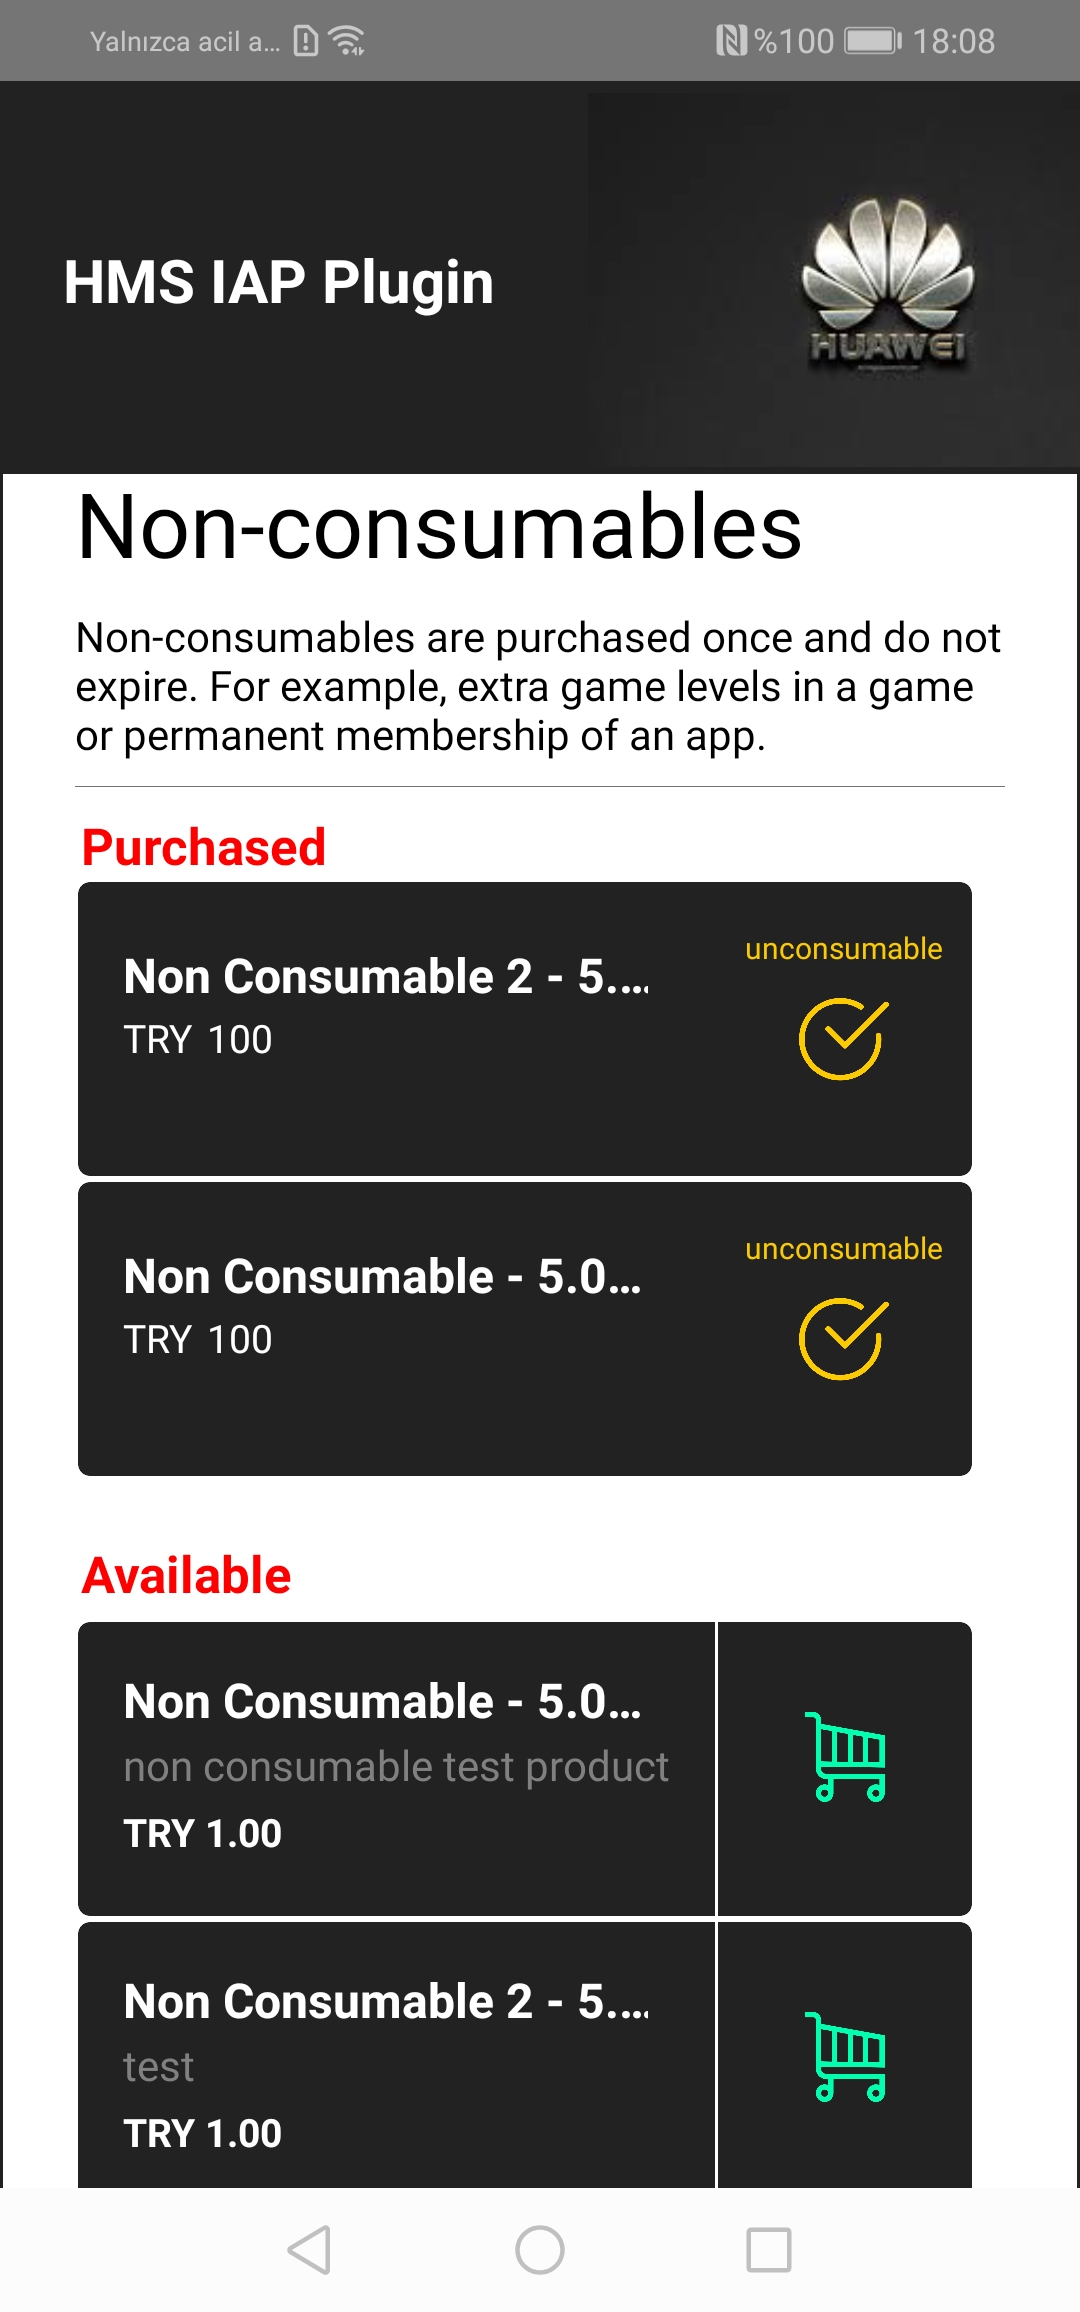 Yalnızca acil a...
%100
18:08
HMS IAP Plugin
HUAWEI
Non-consumables
Non-consumables are purchased once and do not
expire. For example, extra game levels in a game
or permanent membership of an app.
Purchased
unconsumable
Non Consumable 2 - 5....
TRY 100
unconsumable
Non Consumable - 5.0...
TRY 100
Available
Non Consumable - 5.0...
non consumable test product
TRY 1.00
Non Consumable 2 - 5....
test
TRY 1.00